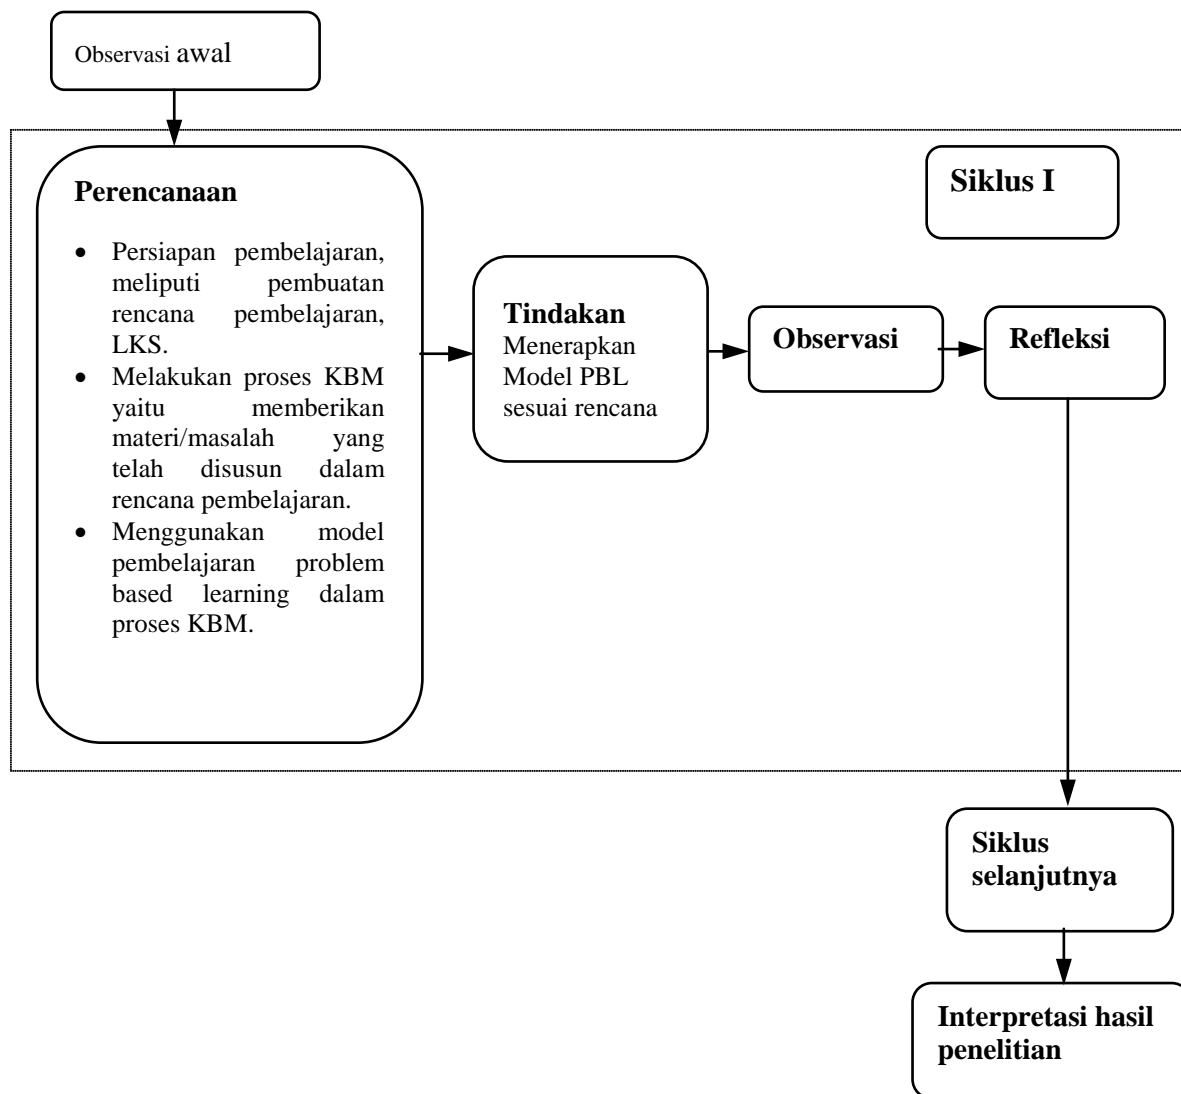 Observasi awal
Siklus I
Perencanaan
• Persiapan pembelajaran,
meliputi pembuatan
rencana pembelajaran,
LKS.
• Melakukan proses KBM
yaitu memberikan
materi/masalah yang
telah disusun dalam
rencana pembelajaran.
• Menggunakan model
pembelajaran problem
based learning dalam
proses KBM.
Tindakan
Menerapkan
Model PBL
sesuai rencana
Observasi
Refleksi
Siklus
selanjutnya
Interpretasi hasil
penelitian